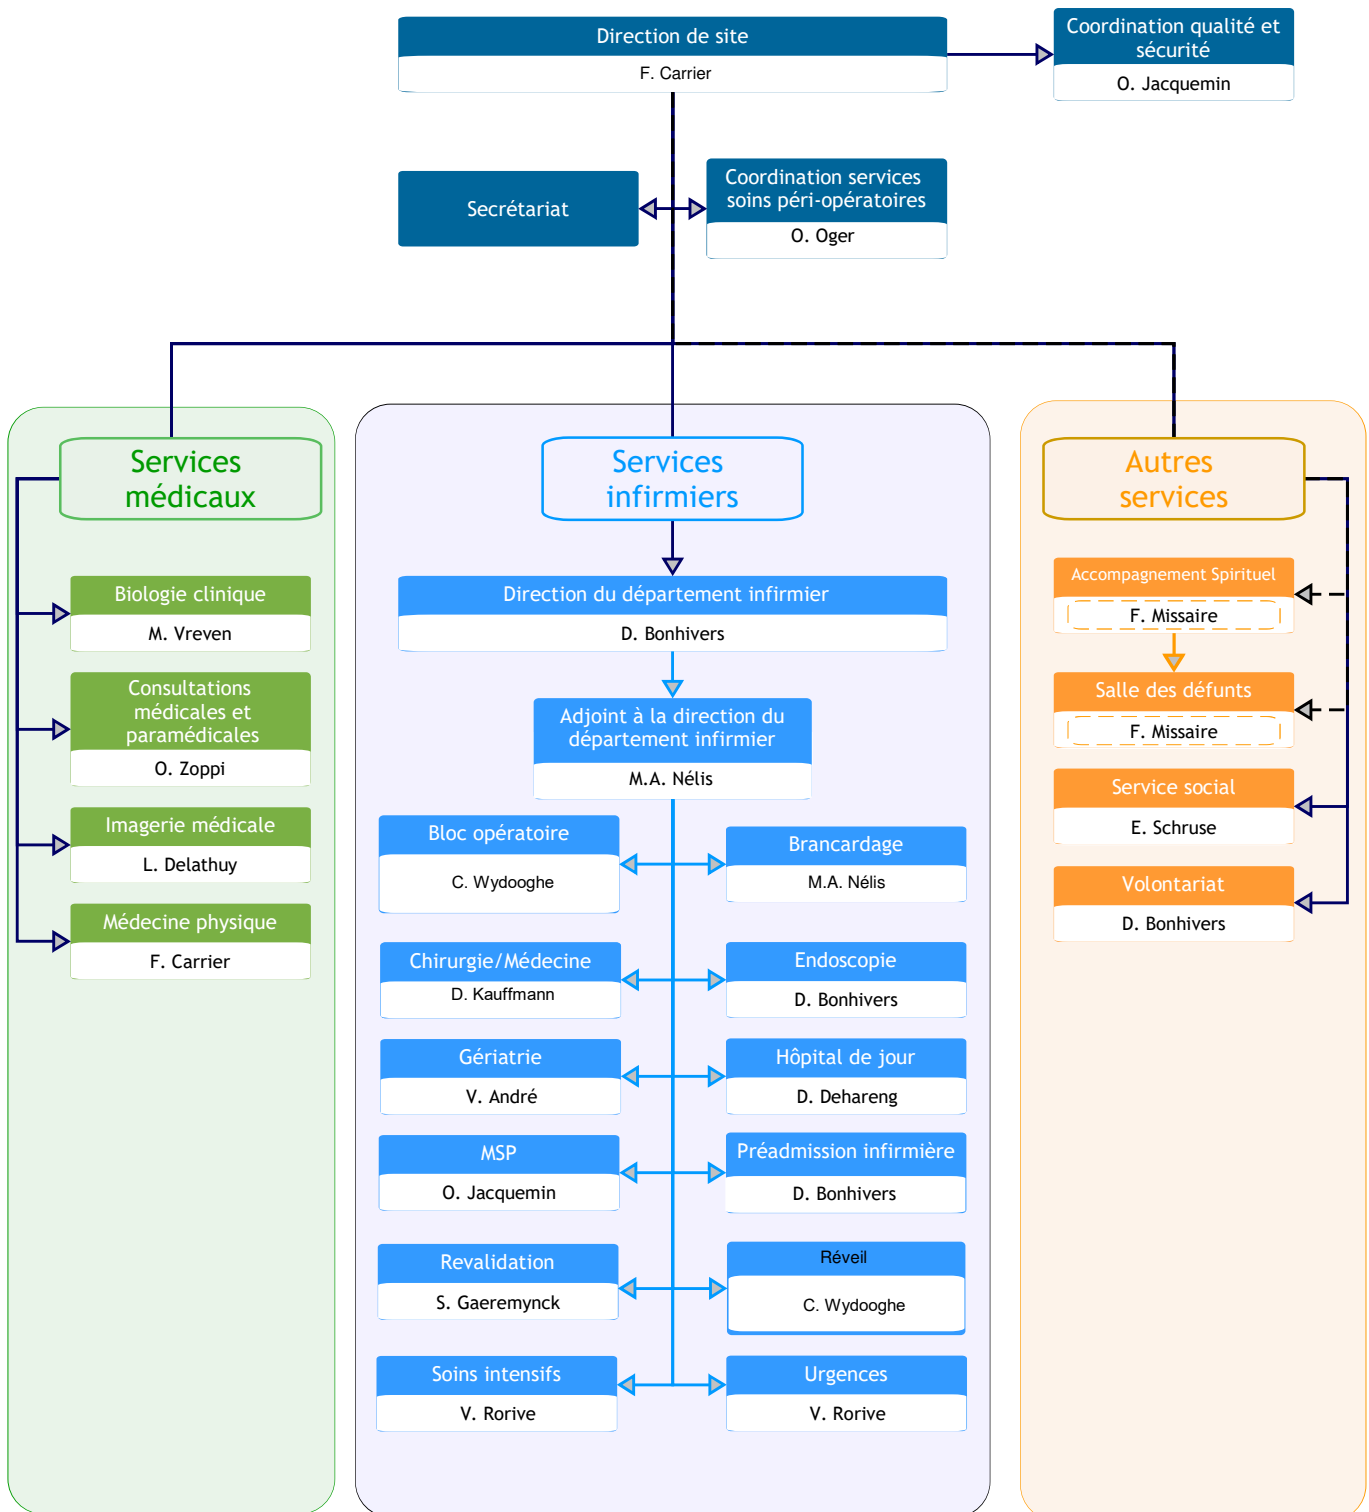 Direction de site
F. Carrier
Coordination qualité et
sécurité
O. Jacquemin
Secrétariat
Coordination services
soins péri-opératoires
O. Oger
Services
médicaux
Biologie clinique
M. Vreven
Consultations
médicales et
paramédicales
O. Zoppi
Imagerie médicale
L. Delathuy
Médecine physique
F. Carrier
Services
infirmiers
Direction du département infirmier
D. Bonhivers
Adjoint à la direction du
département infirmier
M.A. Nélis
Bloc opératoire
C. Wydooghe
Brancardage
M.A. Nélis
Chirurgie/Médecine
D. Kauffmann
Endoscopie
D. Bonhivers
Gériatrie
V. André
Hôpital de jour
D. Dehareng
MSP
O. Jacquemin
Préadmission infirmière
D. Bonhivers
Revalidation
S. Gaeremynck
Réveil
C. Wydooghe
Soins intensifs
V. Rorive
Urgences
V. Rorive
Autres
services
Accompagnement Spirituel
F. Missaire
Salle des défunts
F. Missaire
Service social
E. Schruse
Volontariat
D. Bonhivers